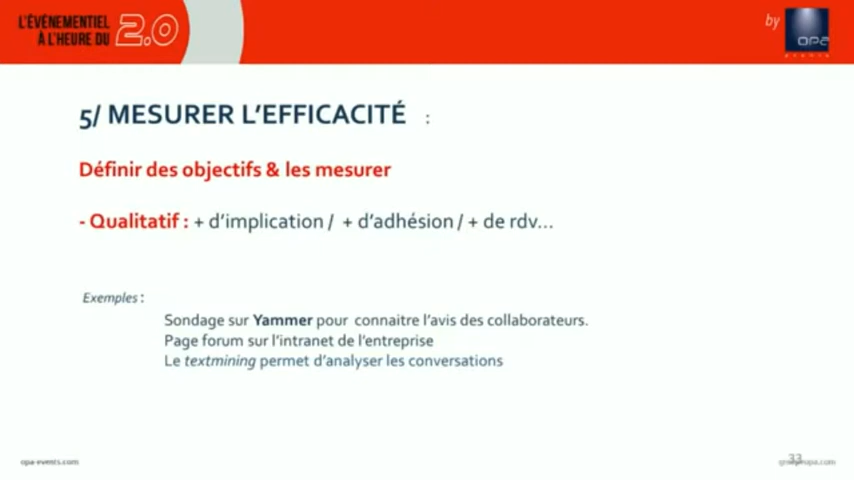 L'ÉVÉNEMENTIEL
À L'HEURE DU 2.0
by opa
events
5/ MESURER L'EFFICACITÉ :
Définir des objectifs & les mesurer
- Qualitatif : + d'implication / + d'adhésion / + de rdv...
Exemples :
Sondage sur Yammer pour connaitre l'avis des collaborateurs.
Page forum sur l'intranet de l'entreprise
Le textmining permet d'analyser les conversations
opa-events.com
33